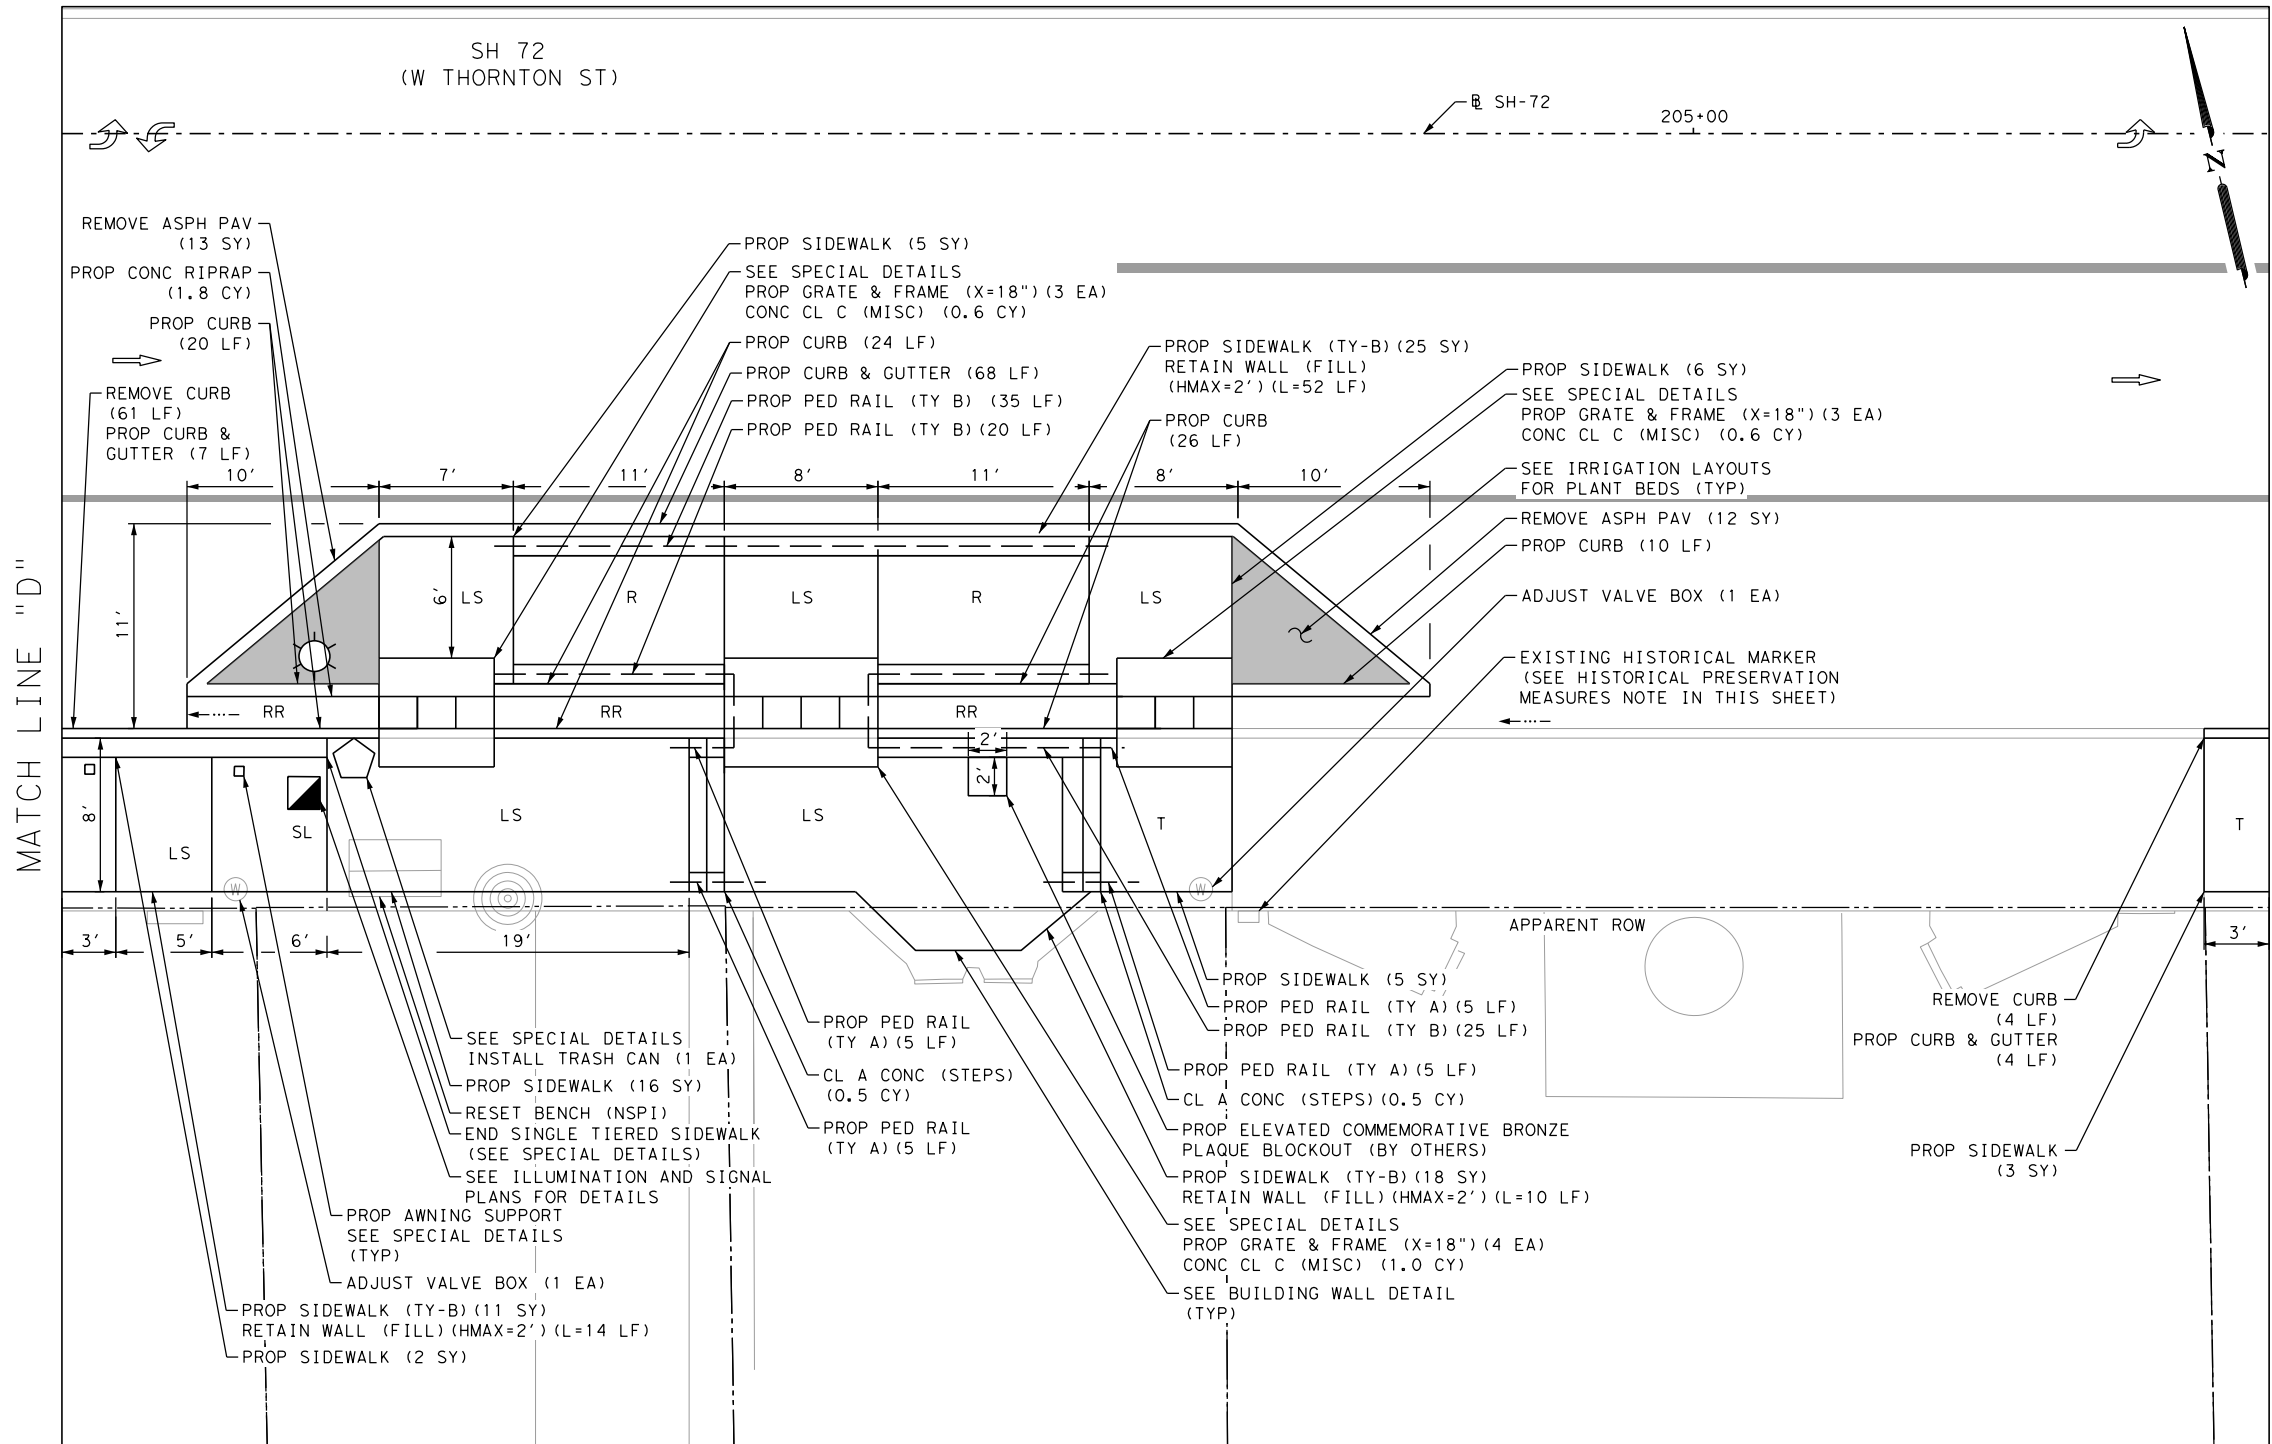 SH 72
(W THORNTON ST)
BL SH-72
205+00
N
REMOVE ASPH PAV
(13 SY)
PROP CONC RIPRAP
(1.8 CY)
PROP CURB
(20 LF)
REMOVE CURB
(61 LF)
PROP CURB &
GUTTER (7 LF)
PROP SIDEWALK (5 SY)
SEE SPECIAL DETAILS
PROP GRATE & FRAME (X=18")(3 EA)
CONC CL C (MISC) (0.6 CY)
PROP CURB (24 LF)
PROP CURB & GUTTER (68 LF)
PROP PED RAIL (TY B) (35 LF)
PROP PED RAIL (TY B)(20 LF)
PROP SIDEWALK (TY-B)(25 SY)
RETAIN WALL (FILL)
(HMAX=2')(L=52 LF)
PROP CURB
(26 LF)
PROP SIDEWALK (6 SY)
SEE SPECIAL DETAILS
PROP GRATE & FRAME (X=18")(3 EA)
CONC CL C (MISC) (0.6 CY)
SEE IRRIGATION LAYOUTS
FOR PLANT BEDS (TYP)
REMOVE ASPH PAV (12 SY)
PROP CURB (10 LF)
ADJUST VALVE BOX (1 EA)
EXISTING HISTORICAL MARKER
(SEE HISTORICAL PRESERVATION
MEASURES NOTE IN THIS SHEET)
10' 7' 11' 8' 11' 8' 10'
MATCH LINE "D"
11'
6'
LS R LS R LS
RR RR RR
2'
2'
8'
LS SL LS LS T T
W W
APPARENT ROW
3' 5' 6' 19' 3'
SEE SPECIAL DETAILS
INSTALL TRASH CAN (1 EA)
PROP SIDEWALK (16 SY)
RESET BENCH (NSPI)
END SINGLE TIERED SIDEWALK
(SEE SPECIAL DETAILS)
SEE ILLUMINATION AND SIGNAL
PLANS FOR DETAILS
PROP AWNING SUPPORT
SEE SPECIAL DETAILS
(TYP)
ADJUST VALVE BOX (1 EA)
PROP SIDEWALK (TY-B)(11 SY)
RETAIN WALL (FILL)(HMAX=2')(L=14 LF)
PROP SIDEWALK (2 SY)
PROP PED RAIL
(TY A)(5 LF)
CL A CONC (STEPS)
(0.5 CY)
PROP PED RAIL
(TY A)(5 LF)
PROP SIDEWALK (5 SY)
PROP PED RAIL (TY A)(5 LF)
PROP PED RAIL (TY B)(25 LF)
PROP PED RAIL (TY A)(5 LF)
CL A CONC (STEPS)(0.5 CY)
PROP ELEVATED COMMEMORATIVE BRONZE
PLAQUE BLOCKOUT (BY OTHERS)
PROP SIDEWALK (TY-B)(18 SY)
RETAIN WALL (FILL)(HMAX=2')(L=10 LF)
SEE SPECIAL DETAILS
PROP GRATE & FRAME (X=18")(4 EA)
CONC CL C (MISC) (1.0 CY)
SEE BUILDING WALL DETAIL
(TYP)
REMOVE CURB
(4 LF)
PROP CURB & GUTTER
(4 LF)
PROP SIDEWALK
(3 SY)